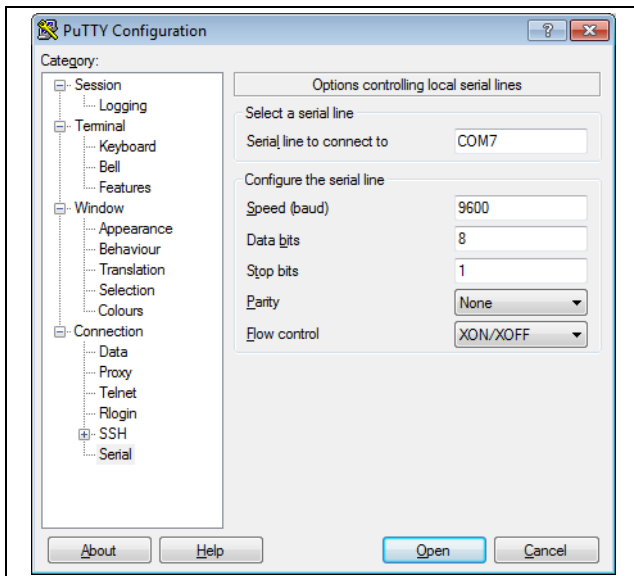 PuTTY Configuration
Category:
Session
Logging
Terminal
Keyboard
Bell
Features
Window
Appearance
Behaviour
Translation
Selection
Colours
Connection
Data
Proxy
Telnet
Rlogin
SSH
Serial
Options controlling local serial lines
Select a serial line
Serial line to connect to COM7
Configure the serial line
Speed (baud) 9600
Data bits 8
Stop bits 1
Parity None
Flow control XON/XOFF
About Help Open Cancel